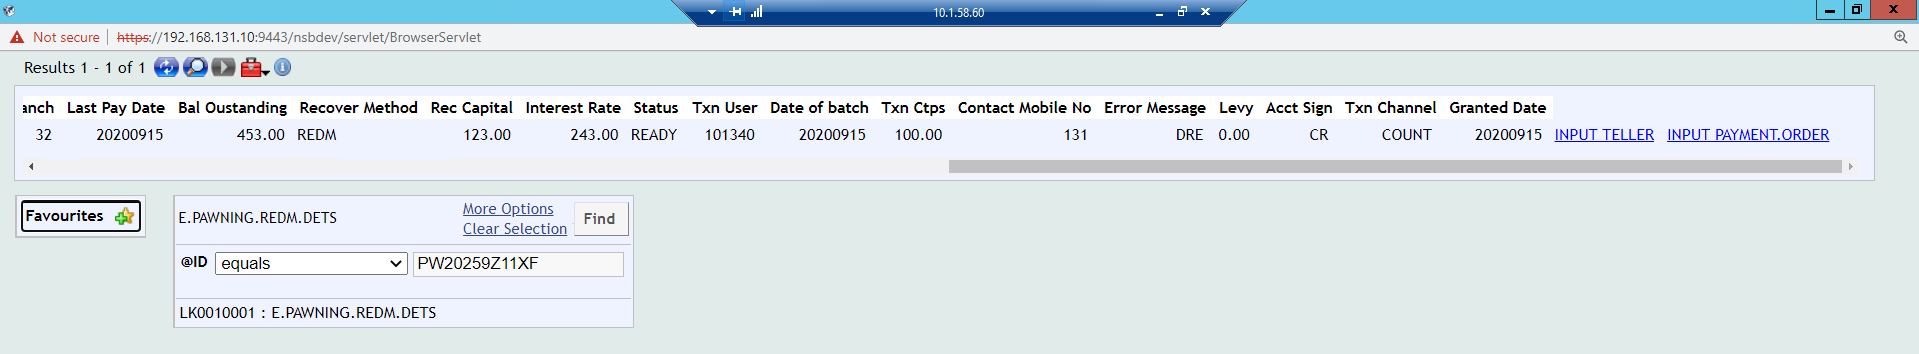 10.1.58.60
Not secure https://192.168.131.10:9443/nsbdev/servlet/BrowserServlet
Results 1 - 1 of 1
anch Last Pay Date Bal Oustanding Recover Method Rec Capital Interest Rate Status Txn User Date of batch Txn Ctps Contact Mobile No Error Message Levy Acct Sign Txn Channel Granted Date
32 20200915 453.00 REDM 123.00 243.00 READY 101340 20200915 100.00 131 DRE 0.00 CR COUNT 20200915 INPUT TELLER INPUT PAYMENT.ORDER
Favourites
E.PAWNING.REDM.DETS
More Options
Clear Selection
Find
@ID equals PW20259Z11XF
LK0010001 : E.PAWNING.REDM.DETS